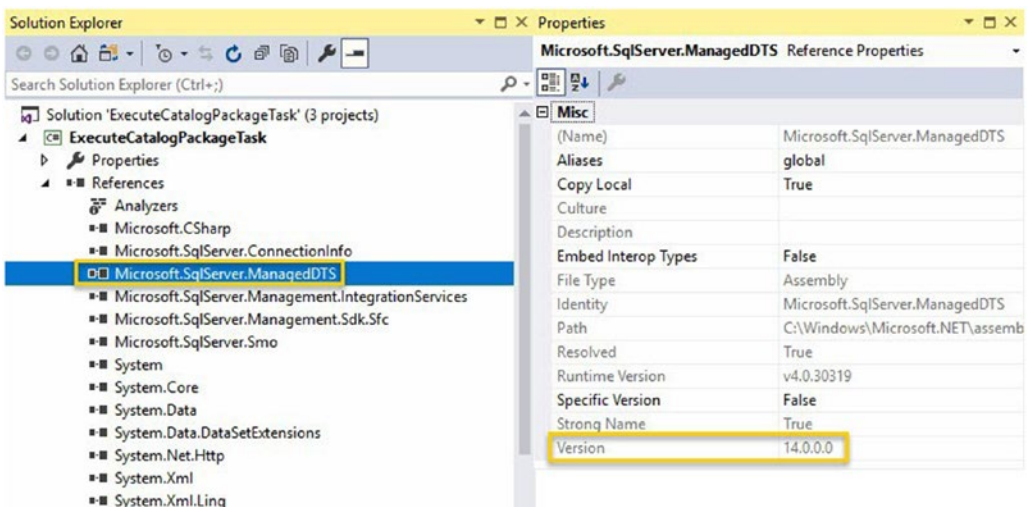 Solution Explorer
Search Solution Explorer (Ctrl+;)
Solution 'ExecuteCatalogPackageTask' (3 projects)
C# ExecuteCatalogPackageTask
Properties
References
Analyzers
Microsoft.CSharp
Microsoft.SqlServer.ConnectionInfo
Microsoft.SqlServer.ManagedDTS
Microsoft.SqlServer.Management.IntegrationServices
Microsoft.SqlServer.Management.Sdk.Sfc
Microsoft.SqlServer.Smo
System
System.Core
System.Data
System.Data.DataSetExtensions
System.Net.Http
System.Xml
System.Xml.Linq
Properties
Microsoft.SqlServer.ManagedDTS Reference Properties
Misc
(Name) Microsoft.SqlServer.ManagedDTS
Aliases global
Copy Local True
Culture
Description
Embed Interop Types False
File Type Assembly
Identity Microsoft.SqlServer.ManagedDTS
Path C:\Windows\Microsoft.NET\assemb
Resolved True
Runtime Version v4.0.30319
Specific Version False
Strong Name True
Version 14.0.0.0